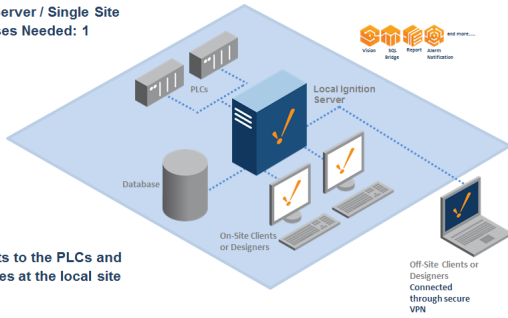 erver / Single Site
es Needed: 1
Vision
SQL Bridge
Report
Alarm Notification
and more....
PLCs
Local Ignition
Server
Database
On-Site Clients
or Designers
ts to the PLCs and
es at the local site
Off-Site Clients or
Designers
Connected
through secure
VPN